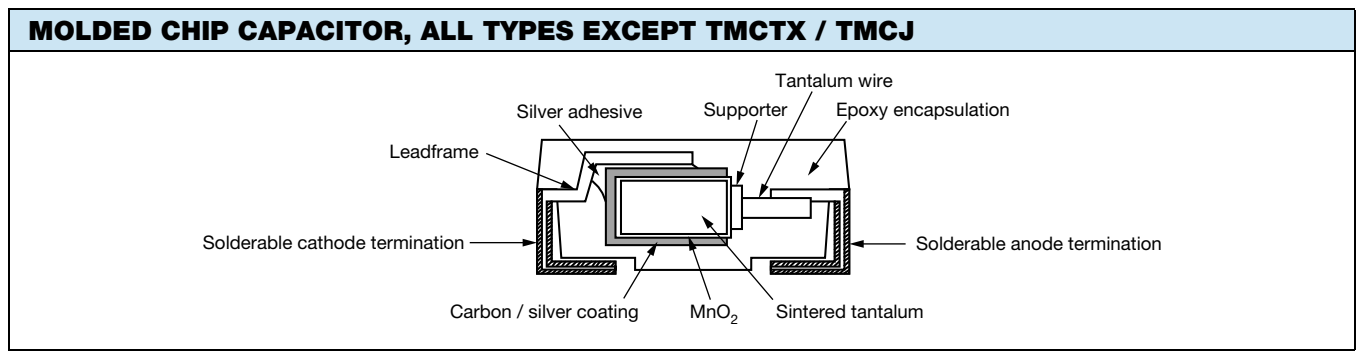 MOLDED CHIP CAPACITOR, ALL TYPES EXCEPT TMCTX / TMCJ
Tantalum wire
Silver adhesive
Supporter
Epoxy encapsulation
Leadframe
Solderable cathode termination
Solderable anode termination
Carbon / silver coating
MnO₂
Sintered tantalum